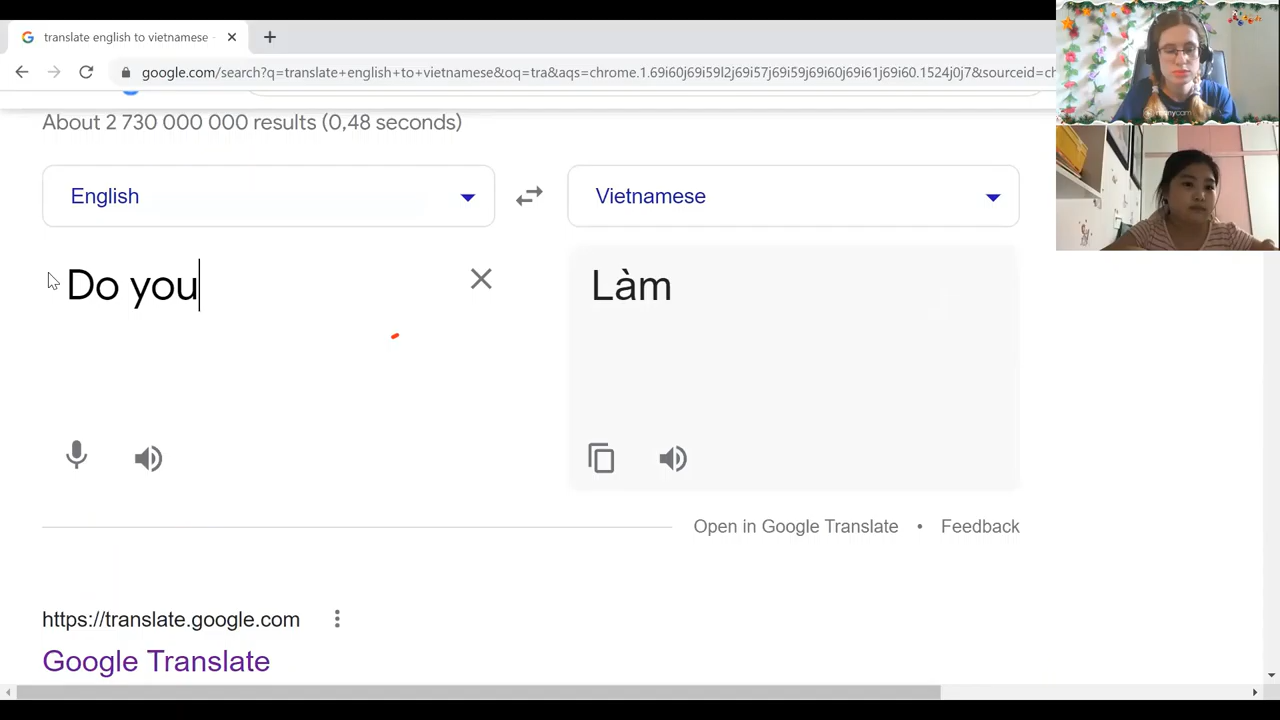 translate english to vietnamese -
google.com/search?q=translate+english+to+vietnamese&oq=tra&aqs=chrome.1.69i60j69i59l2j69i57j69i59j69i60j69i61j69i60.1524j0j7&sourceid=ch
About 2 730 000 000 results (0,48 seconds)
English
Vietnamese
Do you
Làm
Open in Google Translate • Feedback
https://translate.google.com
Google Translate